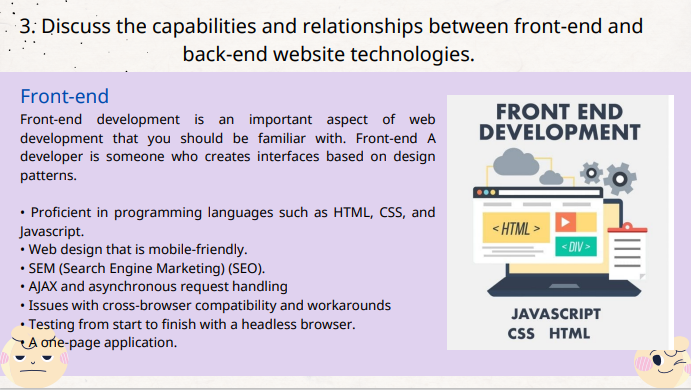 3. Discuss the capabilities and relationships between front-end and
back-end website technologies.
Front-end
Front-end development is an important aspect of web
development that you should be familiar with. Front-end A
developer is someone who creates interfaces based on design
patterns.
• Proficient in programming languages such as HTML, CSS, and
Javascript.
• Web design that is mobile-friendly.
• SEM (Search Engine Marketing) (SEO).
• AJAX and asynchronous request handling
• Issues with cross-browser compatibility and workarounds
• Testing from start to finish with a headless browser.
• A one-page application.
FRONT END
DEVELOPMENT
< HTML >
< DIV >
JAVASCRIPT
CSS HTML